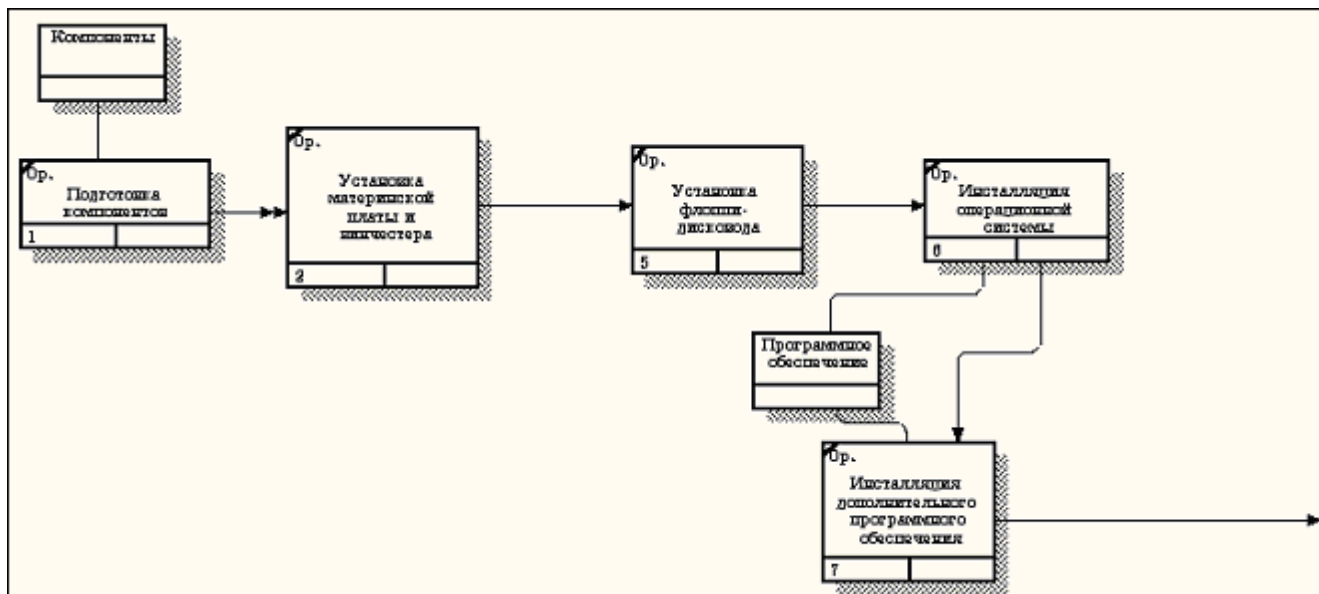 Компоненты
0р.
Подготовка
компонентов
1
0р.
Установка
материнской
платы и
винчестера
2
0р.
Установка
флоппи-
дисковода
5
0р.
Инсталляция
операционной
системы
6
Программное
обеспечение
0р.
Инсталляция
дополнительного
программного
обеспечения
7